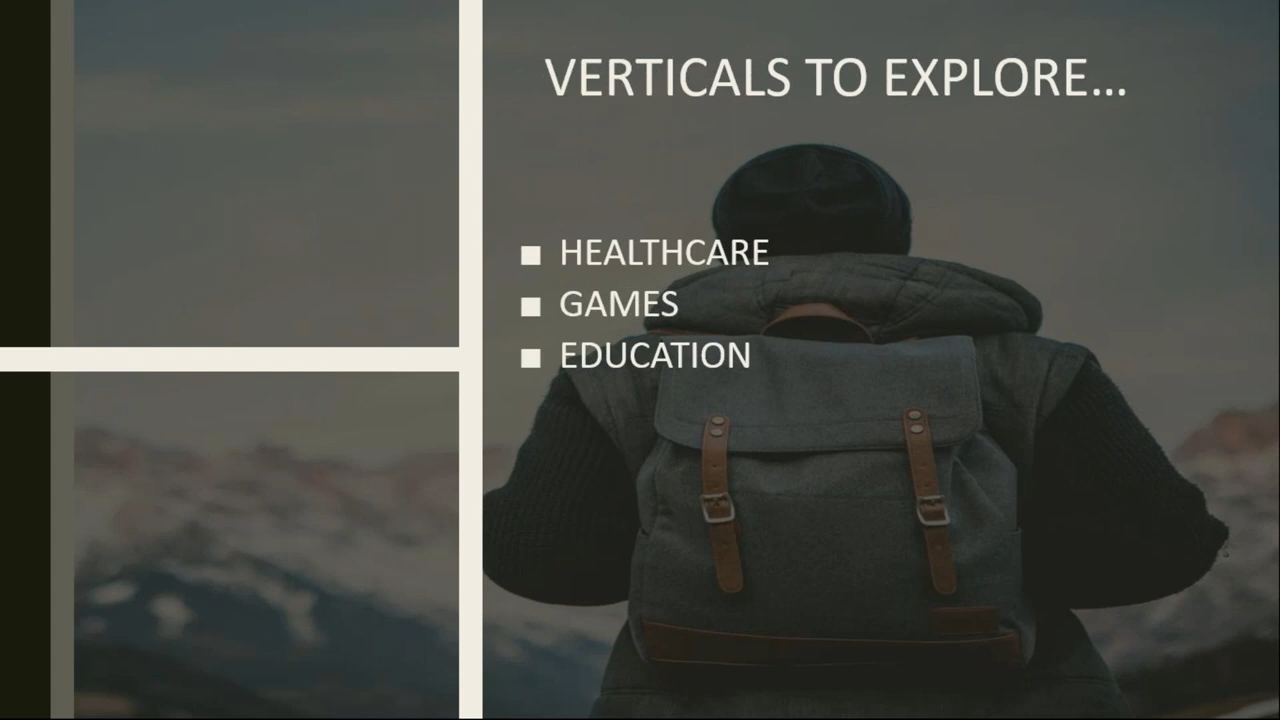 VERTICALS TO EXPLORE...
■ HEALTHCARE
■ GAMES
■ EDUCATION